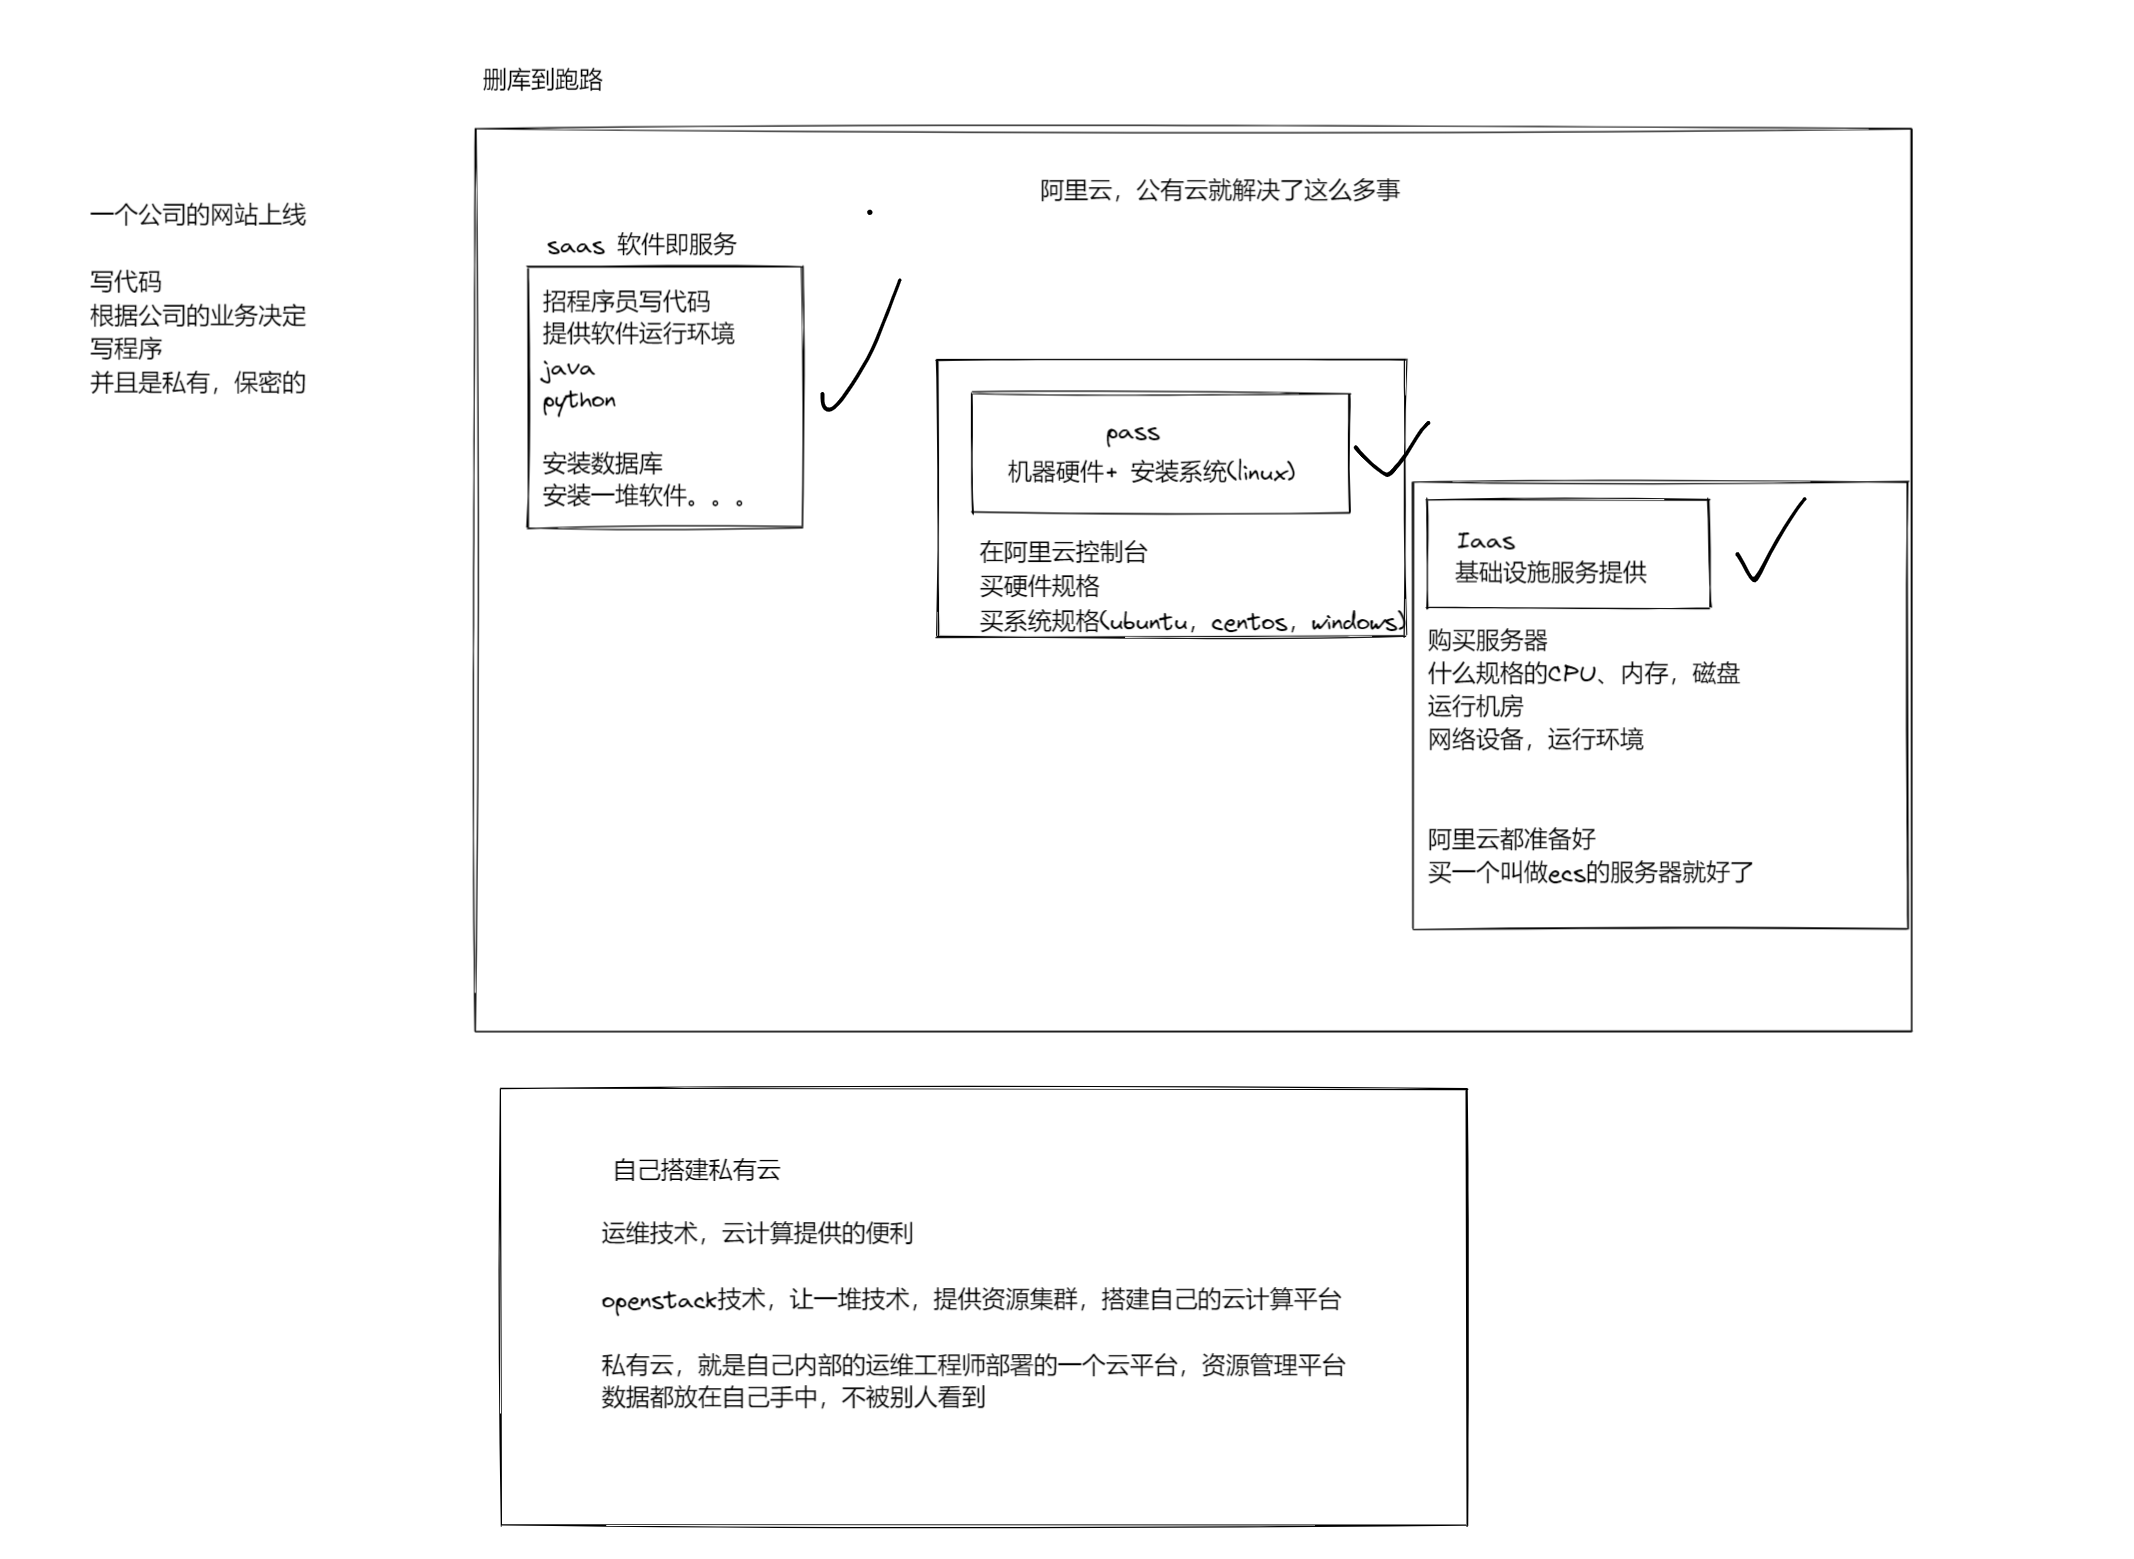 删库到跑路
一个公司的网站上线
写代码
根据公司的业务决定
写程序
并且是私有，保密的
阿里云，公有云就解决了这么多事
saas 软件即服务
招程序员写代码
提供软件运行环境
java
python
安装数据库
安装一堆软件。。。
pass
机器硬件+ 安装系统(linux)
在阿里云控制台
买硬件规格
买系统规格(ubuntu，centos，windows)
Iaas
基础设施服务提供
购买服务器
什么规格的CPU、内存，磁盘
运行机房
网络设备，运行环境
阿里云都准备好
买一个叫做ecs的服务器就好了
自己搭建私有云
运维技术，云计算提供的便利
openstack技术，让一堆技术，提供资源集群，搭建自己的云计算平台
私有云，就是自己内部的运维工程师部署的一个云平台，资源管理平台
数据都放在自己手中，不被别人看到